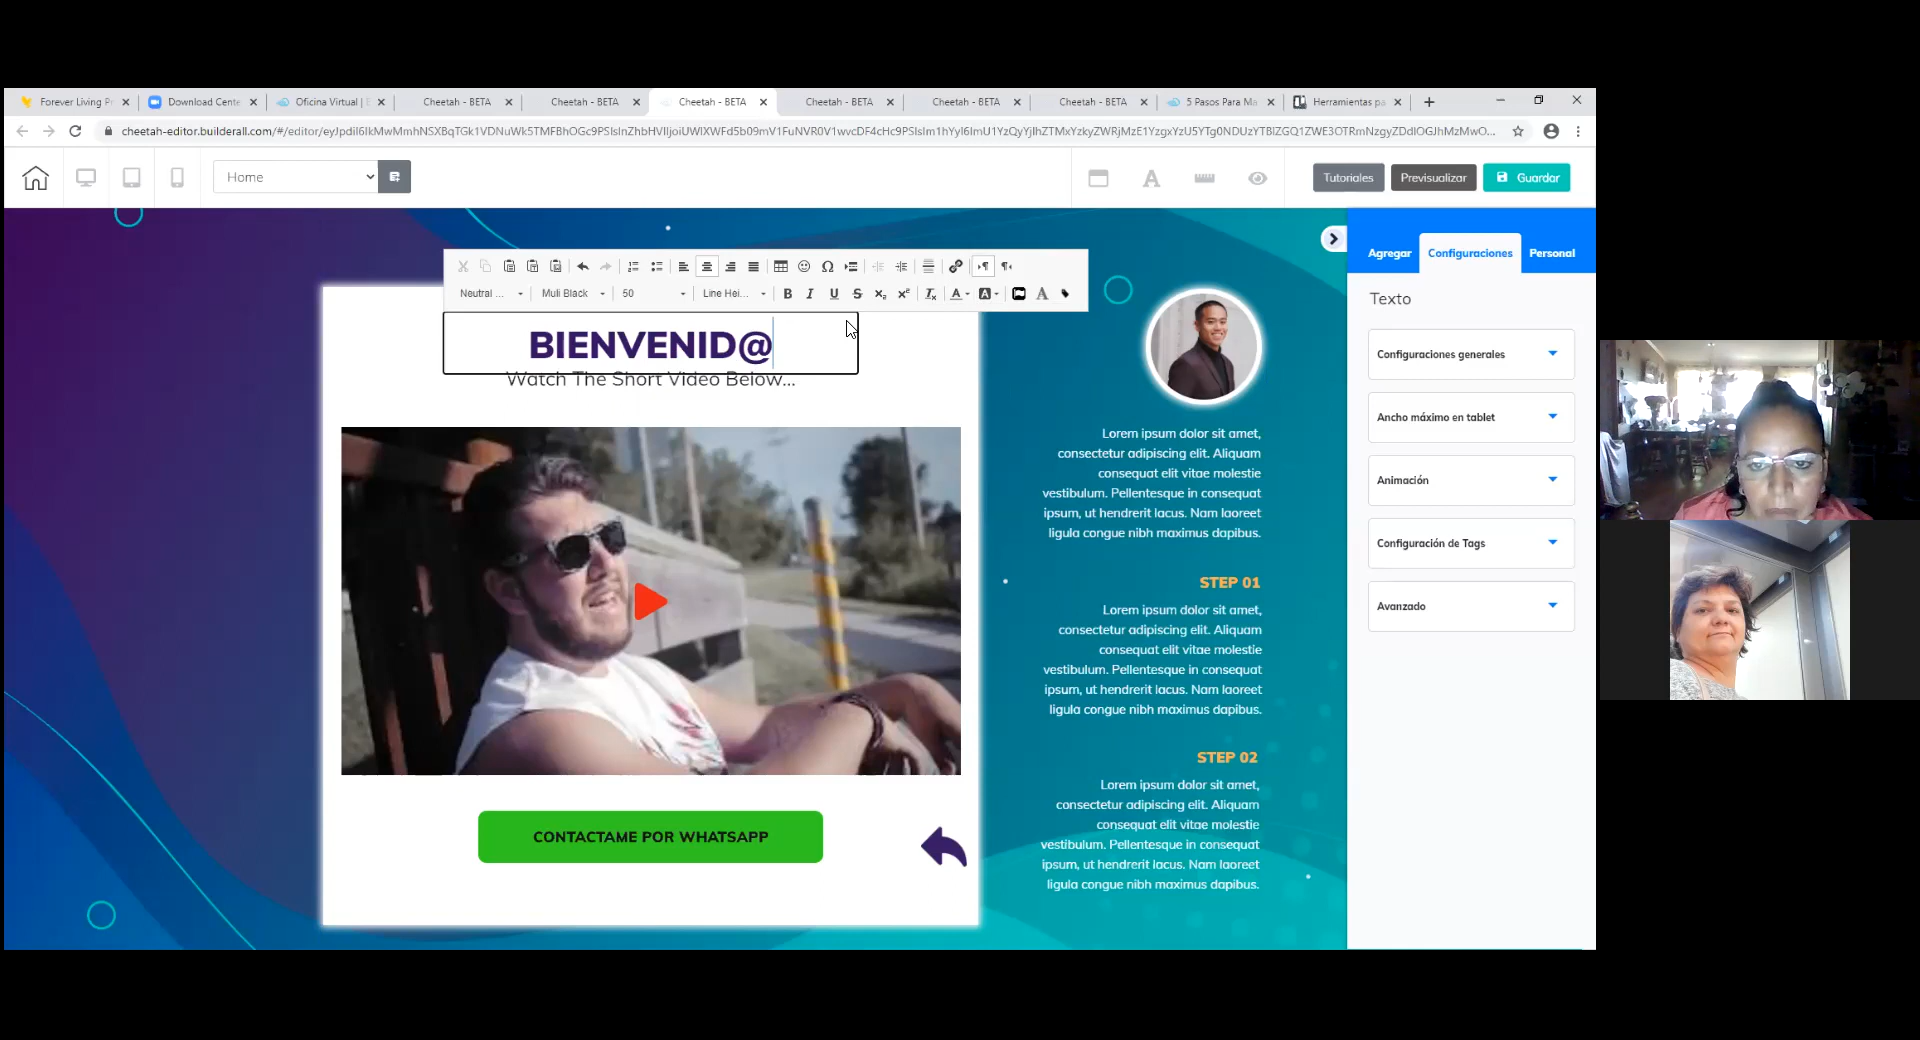 Forever Living P
Download Cente
Oficina Virtual |
Cheetah - BETA
Cheetah - BETA
Cheetah - BETA
Cheetah - BETA
Cheetah - BETA
Cheetah - BETA
5 Pasos Para Ma
Herramientas pa
Home
Tutoriales
Previsualizar
Guardar
Agregar
Configuraciones
Personal
Neutral ...
Muli Black
50
Line Hei...
BIENVENID@
Watch The Short Video Below...
CONTACTAME POR WHATSAPP
Lorem ipsum dolor sit amet,
consectetur adipiscing elit. Aliquam
consequat elit vitae molestie
vestibulum. Pellentesque in consequat
ipsum, ut hendrerit lacus. Nam laoreet
ligula congue nibh maximus dapibus.
STEP 01
Lorem ipsum dolor sit amet,
consectetur adipiscing elit. Aliquam
consequat elit vitae molestie
vestibulum. Pellentesque in consequat
ipsum, ut hendrerit lacus. Nam laoreet
ligula congue nibh maximus dapibus.
STEP 02
Lorem ipsum dolor sit amet,
consectetur adipiscing elit. Aliquam
consequat elit vitae molestie
vestibulum. Pellentesque in consequat
ipsum, ut hendrerit lacus. Nam laoreet
ligula congue nibh maximus dapibus.
Texto
Configuraciones generales
Ancho máximo en tablet
Animación
Configuración de Tags
Avanzado